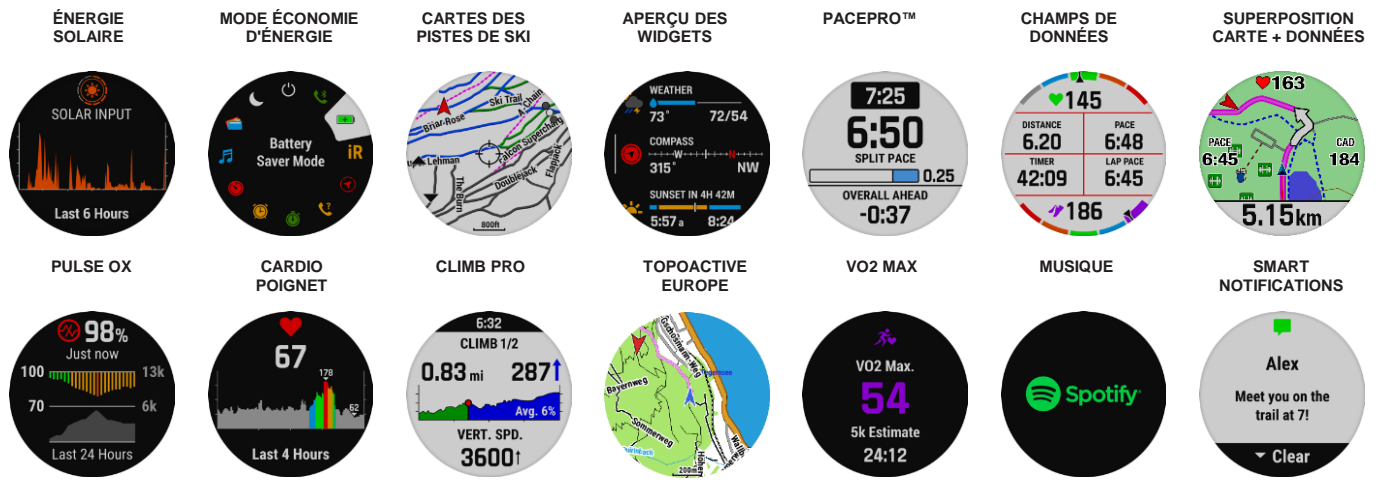 ÉNERGIE
SOLAIRE
MODE ÉCONOMIE
D'ÉNERGIE
CARTES DES
PISTES DE SKI
APERÇU DES
WIDGETS
PACEPRO™
CHAMPS DE
DONNÉES
SUPERPOSITION
CARTE + DONNÉES
SOLAR INPUT
Last 6 Hours
iR
Battery
Saver Mode
Ski Trail
A-Chain
Briar-Rose
Falcon Supercharg
Lehman
Doublejack
Flapjack
The Burn
800ft
WEATHER
73° 72/54
COMPASS
W N
315° NW
SUNSET IN 4H 42M
5:57a 8:24
7:25
6:50
SPLIT PACE
0.25
OVERALL AHEAD
-0:37
145
DISTANCE PACE
6.20 6:48
TIMER LAP PACE
42:09 6:45
186
163
PACE CAD
6:45 184
5.15km
PULSE OX
CARDIO
POIGNET
CLIMB PRO
TOPOACTIVE
EUROPE
VO2 MAX
MUSIQUE
SMART
NOTIFICATIONS
98%
Just now
100 13k
70 6k
Last 24 Hours
67
178
62
Last 4 Hours
6:32
CLIMB 1/2
0.83 mi 287↑
Avg. 6%
VERT. SPD.
3600↑
Gschosmann-Weg
Bayernweg
Sommerweg
200m
VO2 Max.
54
5k Estimate
24:12
Spotify
Alex
Meet you on the
trail at 7!
Clear